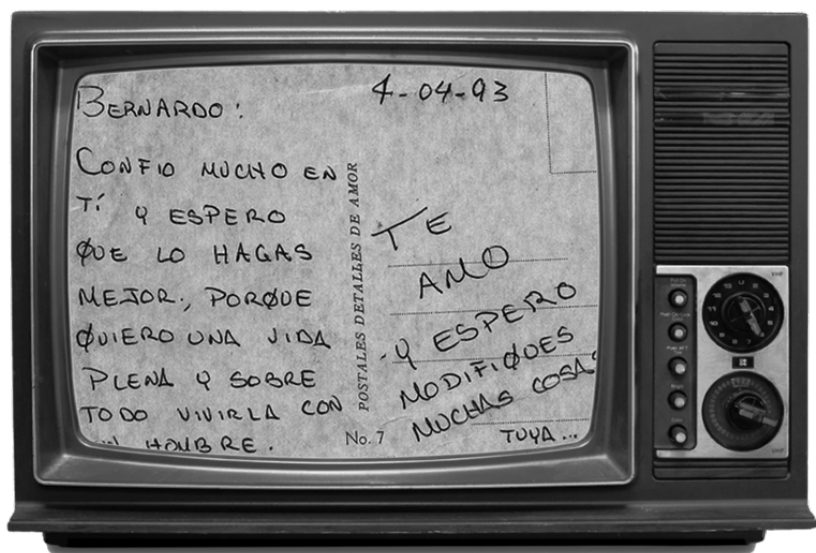 BERNARDO:
4-04-93
CONFIO MUCHO EN
TÍ Y ESPERO
QUE LO HAGAS
MEJOR., PORQUE
QUIERO UNA VIDA
PLENA Y SOBRE
TODO VIVIRLA CON
HOMBRE.
POSTALES DETALLES DE AMOR
No. 7
TE
AMO
Y ESPERO
MODIFIQUES
MUCHAS COSAS
TUYA...